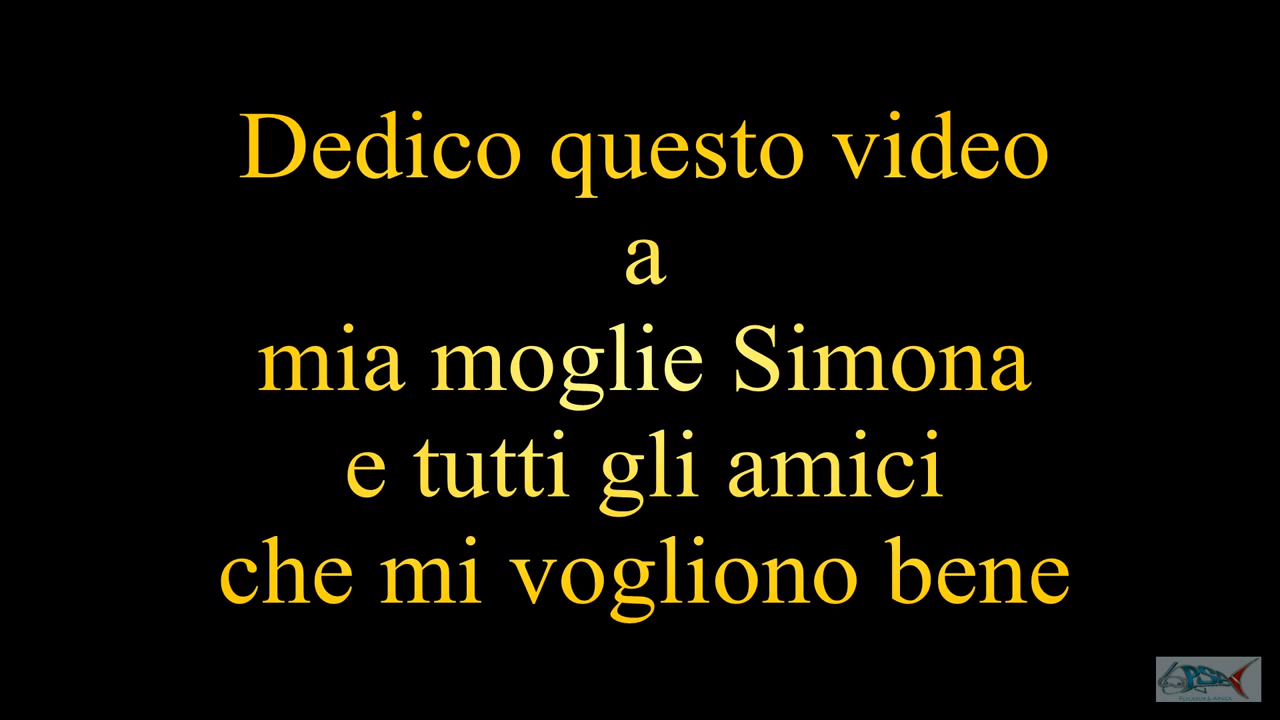 Dedico questo video
a
mia moglie Simona
e tutti gli amici
che mi vogliono bene